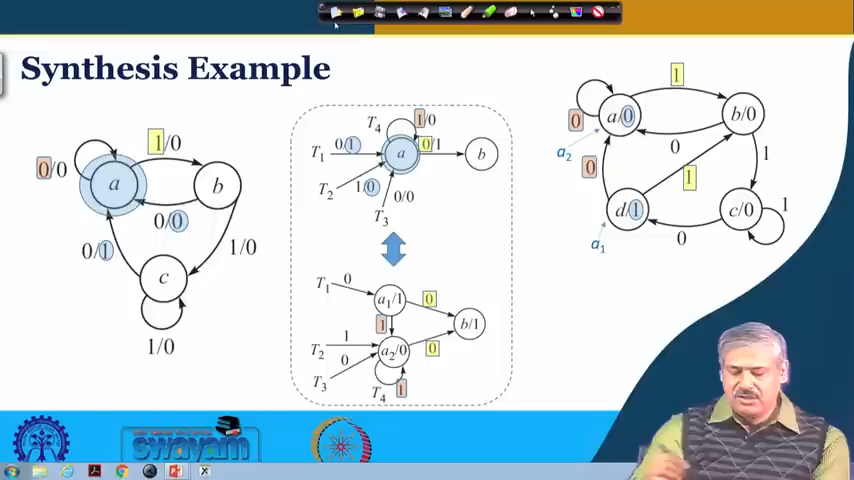 Synthesis Example
0/0
1/0
a
b
0/0
0/1
1/0
c
1/0
T4
1/0
T1
0/1
a
0/1
b
T2
1/0
0/0
T3
T1
0
a1/1
0
1
b/1
T2
1
a2/0
0
T3
0
T4
1
0
a/0
1
b/0
a2
0
1
0
1
d/1
c/0
1
a1
0
swayam